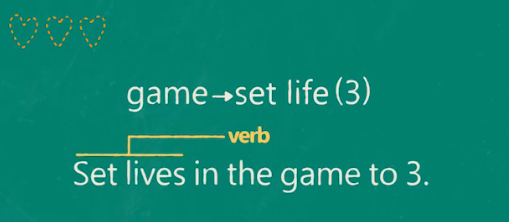 game→set life (3)
verb
Set lives in the game to 3.